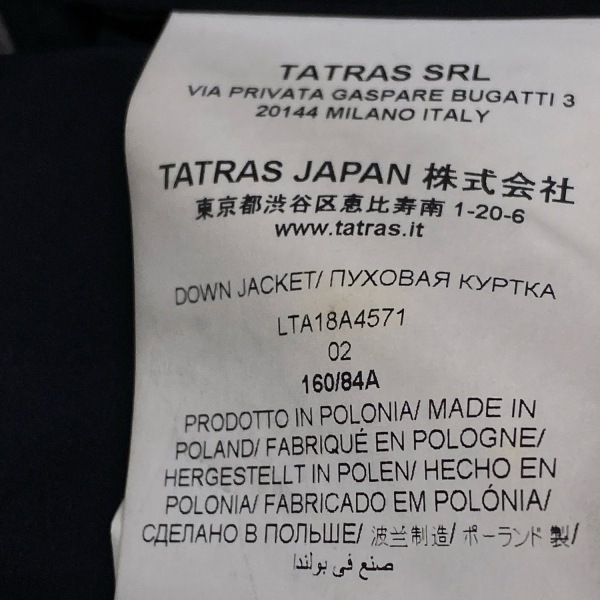 TATRAS SRL
VIA PRIVATA GASPARE BUGATTI 3
20144 MILANO ITALY
TATRAS JAPAN 株式会社
東京都渋谷区恵比寿南 1-20-6
www.tatras.it
DOWN JACKET/ ПУХОВАЯ КУРТКА
LTA18A4571
02
160/84A
PRODOTTO IN POLONIA/ MADE IN
POLAND/ FABRIQUÉ EN POLOGNE/
HERGESTELLT IN POLEN/ HECHO EN
POLONIA/ FABRICADO EM POLÓNIA/
СДЕЛАНО В ПОЛЬШЕ/ 波兰制造/ ポーランド 製/
صنع في بولندا